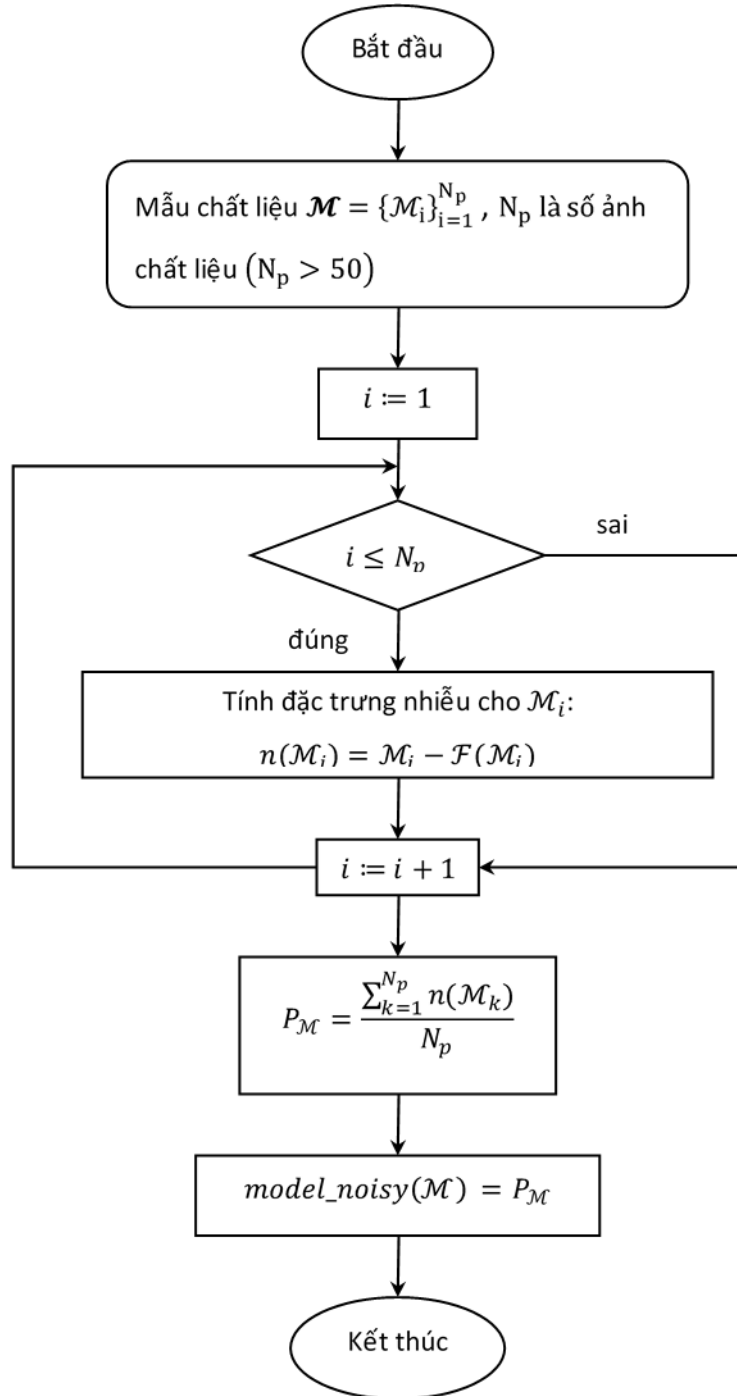 Bắt đầu
Mẫu chất liệu 𝓜 = {ℳᵢ}ᵢ₌₁^{Nₚ} , Nₚ là số ảnh
chất liệu (Nₚ > 50)
i ≔ 1
i ≤ Nₚ
sai
đúng
Tính đặc trưng nhiễu cho ℳᵢ:
n(ℳᵢ) = ℳᵢ − ℱ(ℳᵢ)
i ≔ i + 1
P_ℳ = ∑_{k=1}^{Nₚ} n(ℳₖ) / Nₚ
model_noisy(ℳ) = P_ℳ
Kết thúc